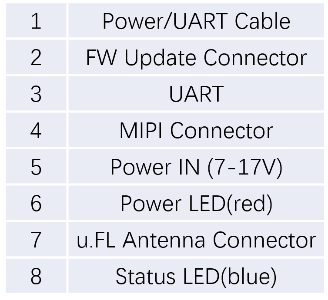 1 Power/UART Cable
2 FW Update Connector
3 UART
4 MIPI Connector
5 Power IN (7-17V)
6 Power LED(red)
7 u.FL Antenna Connector
8 Status LED(blue)